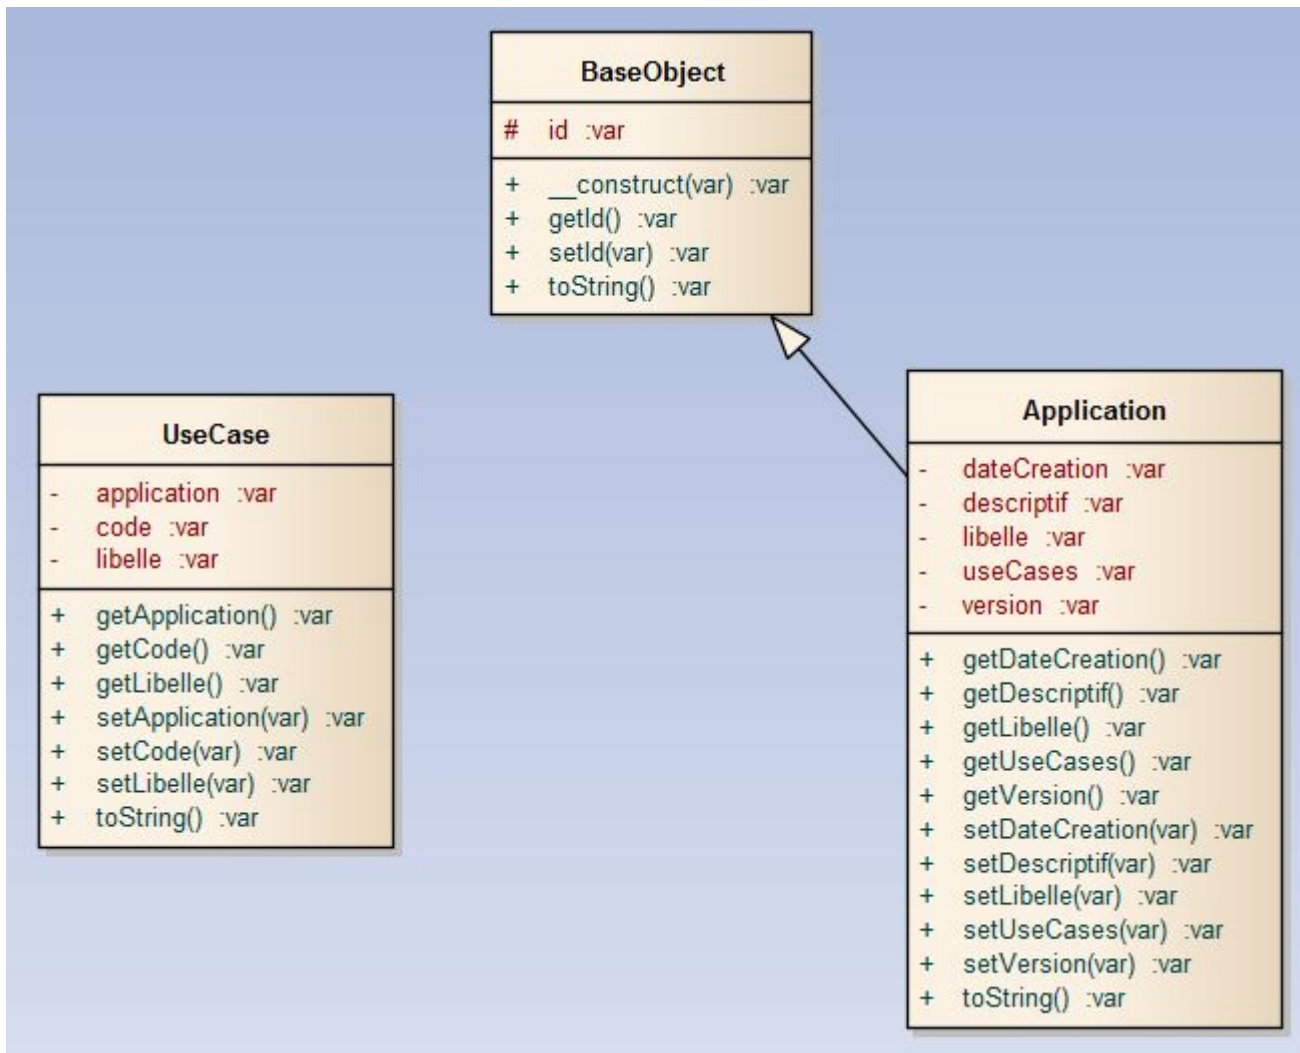 BaseObject
# id :var
+ __construct(var) :var
+ getId() :var
+ setId(var) :var
+ toString() :var
UseCase
- application :var
- code :var
- libelle :var
+ getApplication() :var
+ getCode() :var
+ getLibelle() :var
+ setApplication(var) :var
+ setCode(var) :var
+ setLibelle(var) :var
+ toString() :var
Application
- dateCreation :var
- descriptif :var
- libelle :var
- useCases :var
- version :var
+ getDateCreation() :var
+ getDescriptif() :var
+ getLibelle() :var
+ getUseCases() :var
+ getVersion() :var
+ setDateCreation(var) :var
+ setDescriptif(var) :var
+ setLibelle(var) :var
+ setUseCases(var) :var
+ setVersion(var) :var
+ toString() :var